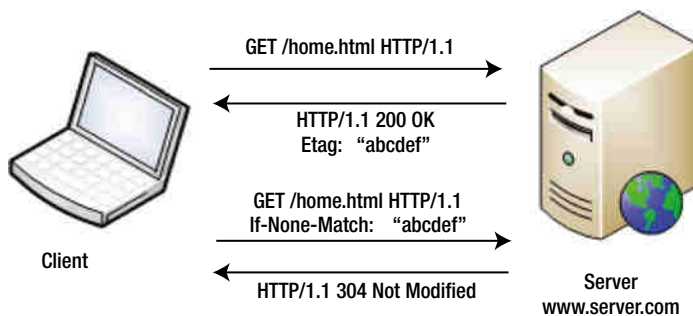 GET /home.html HTTP/1.1
HTTP/1.1 200 OK
Etag: “abcdef”
GET /home.html HTTP/1.1
If-None-Match: “abcdef”
HTTP/1.1 304 Not Modified
Client
Server
www.server.com